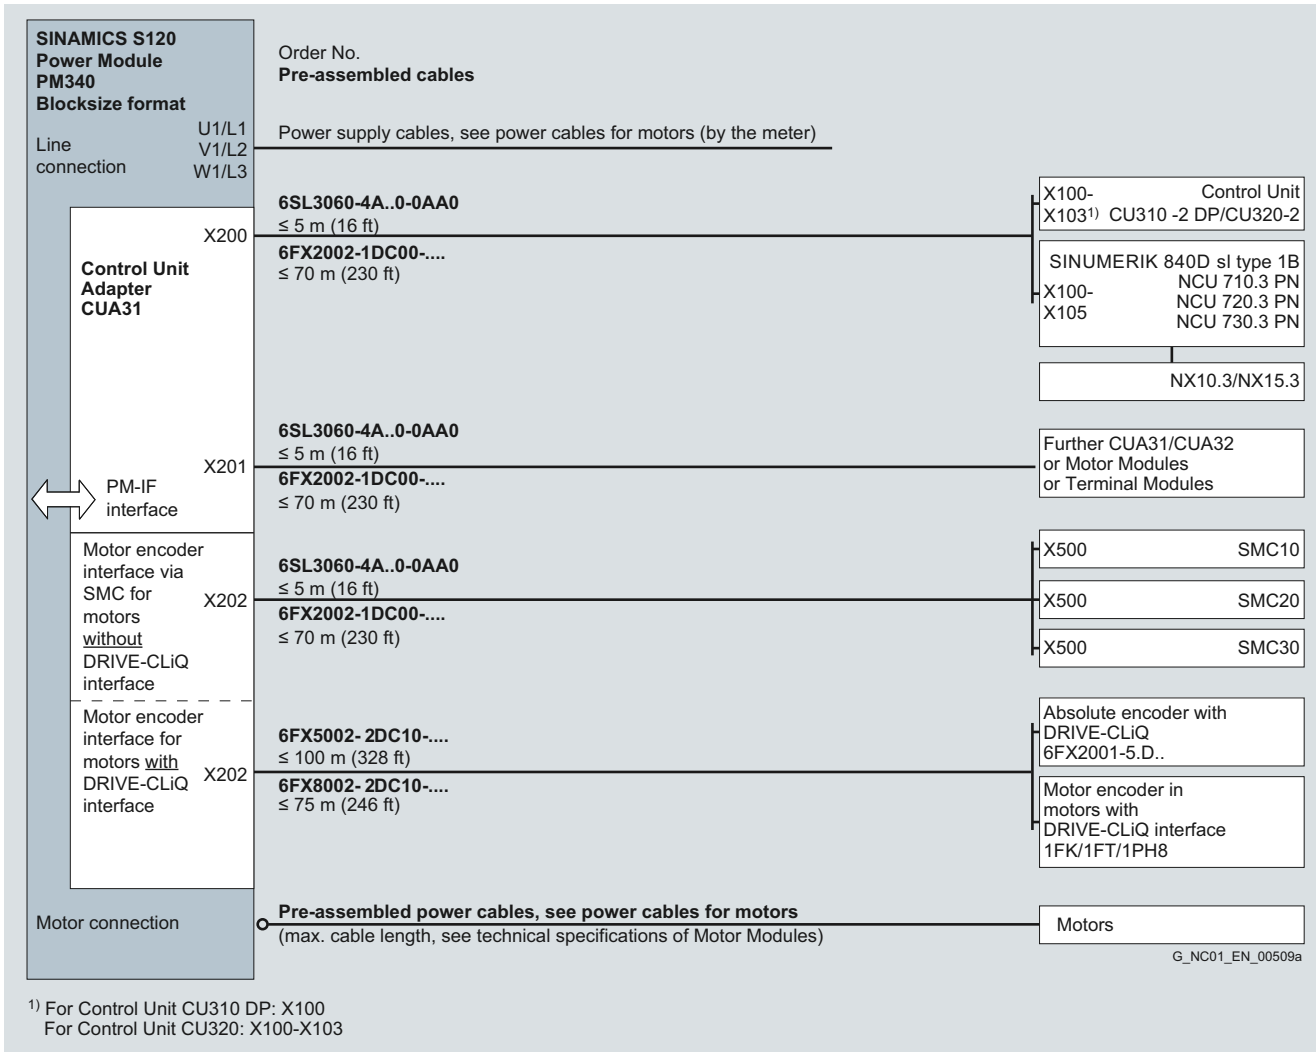 SINAMICS S120
Power Module
PM340
Blocksize format
Order No.
Pre-assembled cables
Line
connection
U1/L1
V1/L2
W1/L3
Power supply cables, see power cables for motors (by the meter)
Control Unit
Adapter
CUA31
X200
6SL3060-4A..0-0AA0
≤ 5 m (16 ft)
6FX2002-1DC00-....
≤ 70 m (230 ft)
X100-
X103¹⁾
Control Unit
CU310 -2 DP/CU320-2
SINUMERIK 840D sl type 1B
NCU 710.3 PN
NCU 720.3 PN
NCU 730.3 PN
X100-
X105
NX10.3/NX15.3
X201
6SL3060-4A..0-0AA0
≤ 5 m (16 ft)
6FX2002-1DC00-....
≤ 70 m (230 ft)
Further CUA31/CUA32
or Motor Modules
or Terminal Modules
PM-IF
interface
Motor encoder
interface via
SMC for
motors
without
DRIVE-CLiQ
interface
X202
6SL3060-4A..0-0AA0
≤ 5 m (16 ft)
6FX2002-1DC00-....
≤ 70 m (230 ft)
X500 SMC10
X500 SMC20
X500 SMC30
Motor encoder
interface for
motors with
DRIVE-CLiQ
interface
X202
6FX5002- 2DC10-....
≤ 100 m (328 ft)
6FX8002- 2DC10-....
≤ 75 m (246 ft)
Absolute encoder with
DRIVE-CLiQ
6FX2001-5.D..
Motor encoder in
motors with
DRIVE-CLiQ interface
1FK/1FT/1PH8
Motor connection
Pre-assembled power cables, see power cables for motors
(max. cable length, see technical specifications of Motor Modules)
Motors
G_NC01_EN_00509a
¹⁾ For Control Unit CU310 DP: X100
For Control Unit CU320: X100-X103